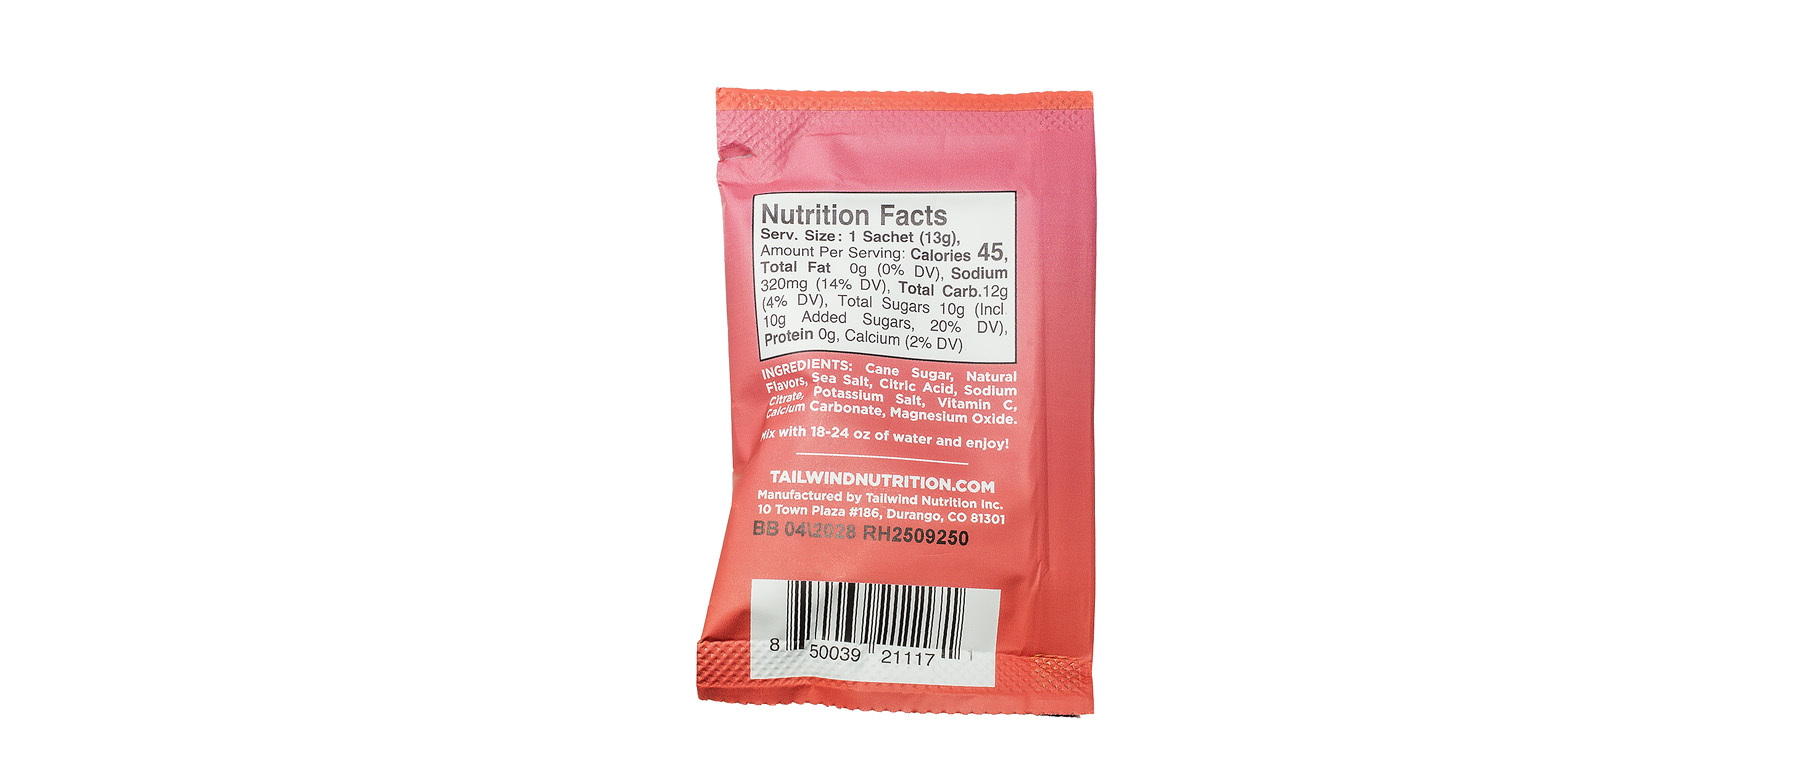 Nutrition Facts
Serv. Size: 1 Sachet (13g),
Amount Per Serving: Calories 45,
Total Fat 0g (0% DV), Sodium
320mg (14% DV), Total Carb.12g
(4% DV), Total Sugars 10g (Incl
10g Added Sugars, 20% DV),
Protein 0g, Calcium (2% DV)
INGREDIENTS: Cane Sugar, Natural
Flavors, Sea Salt, Citric Acid, Sodium
Citrate, Potassium Salt, Vitamin C,
Calcium Carbonate, Magnesium Oxide.
Mix with 18-24 oz of water and enjoy!
TAILWINDNUTRITION.COM
Manufactured by Tailwind Nutrition Inc.
10 Town Plaza #186, Durango, CO 81301
BB 04\2028 RH2509250
8 50039 21117